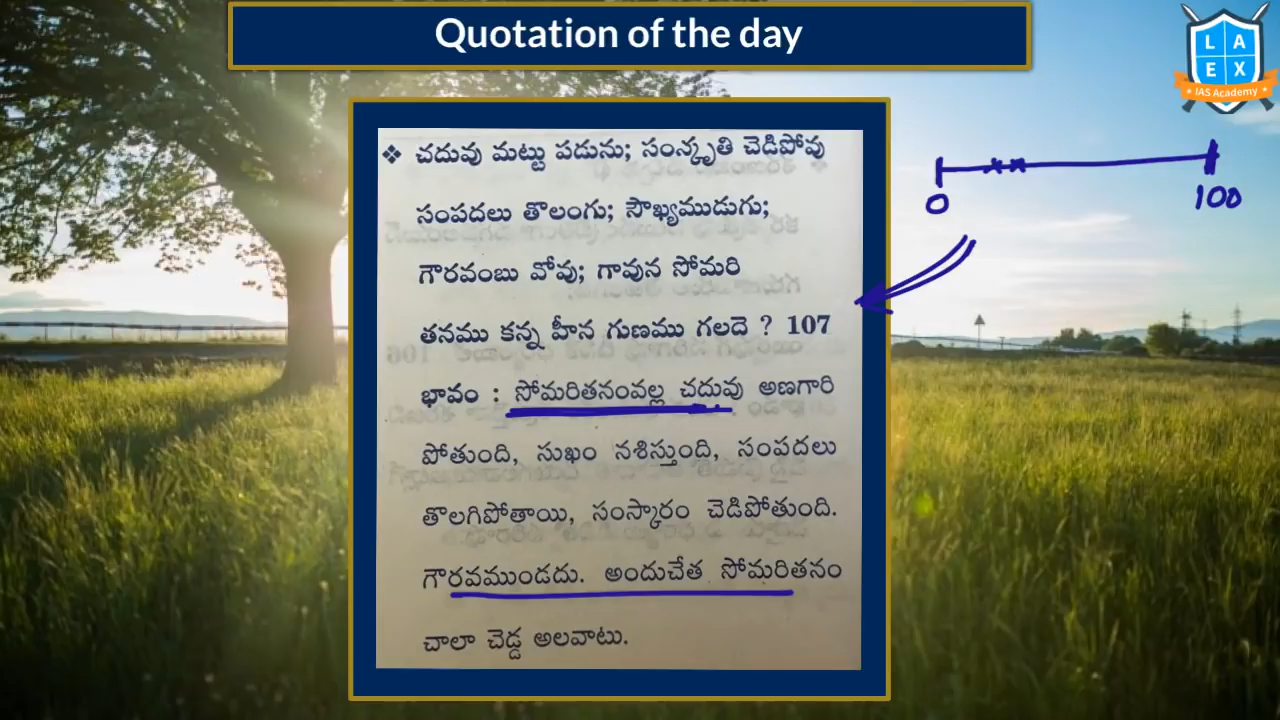 Quotation of the day
L A
E X
IAS Academy
❖ చదువు మట్టు పడును; సంస్కృతి చెడిపోవు
సంపదలు తొలంగు; సౌఖ్యముడుగు;
గౌరవంబు వోవు; గావున సోమరి
తనము కన్న హీన గుణము గలదె ? 107
భావం : సోమరితనంవల్ల చదువు అణగారి
పోతుంది, సుఖం నశిస్తుంది, సంపదలు
తొలగిపోతాయి, సంస్కారం చెడిపోతుంది.
గౌరవముండదు. అందుచేత సోమరితనం
చాలా చెడ్డ అలవాటు.
0 100